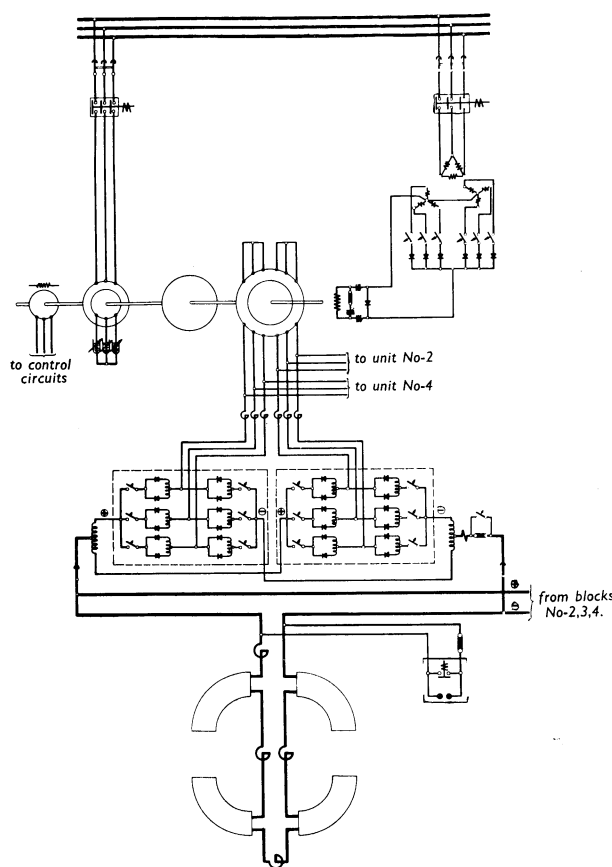 to control
circuits
to unit No-2
to unit No-4
⊕
⊖
⊕
⊖
⊕
⊖
from blocks
No-2,3,4.